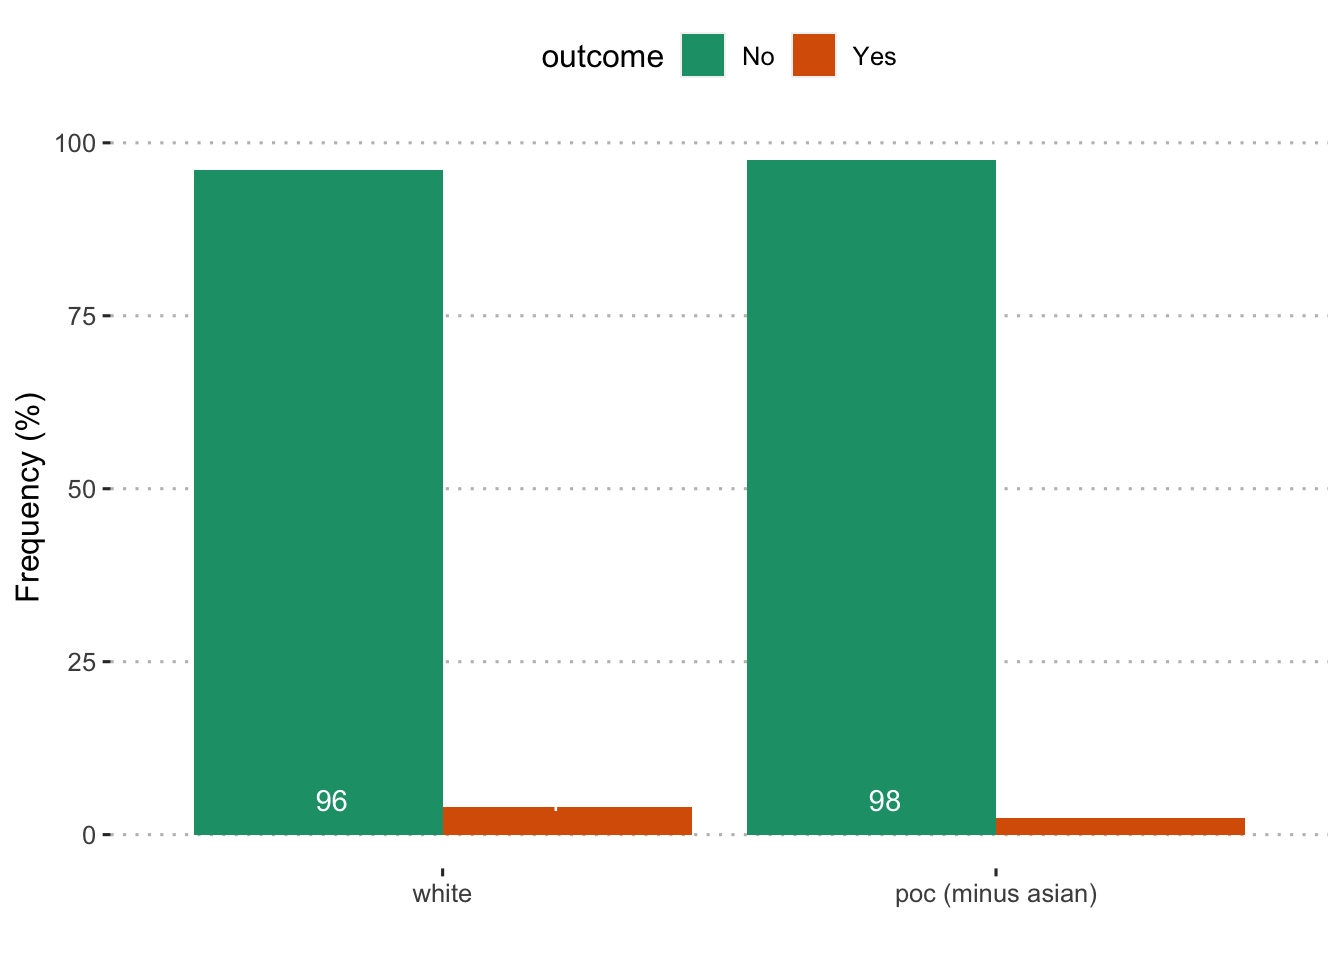 outcome No Yes
100
75
50
25
0
Frequency (%)
96
98
white
poc (minus asian)